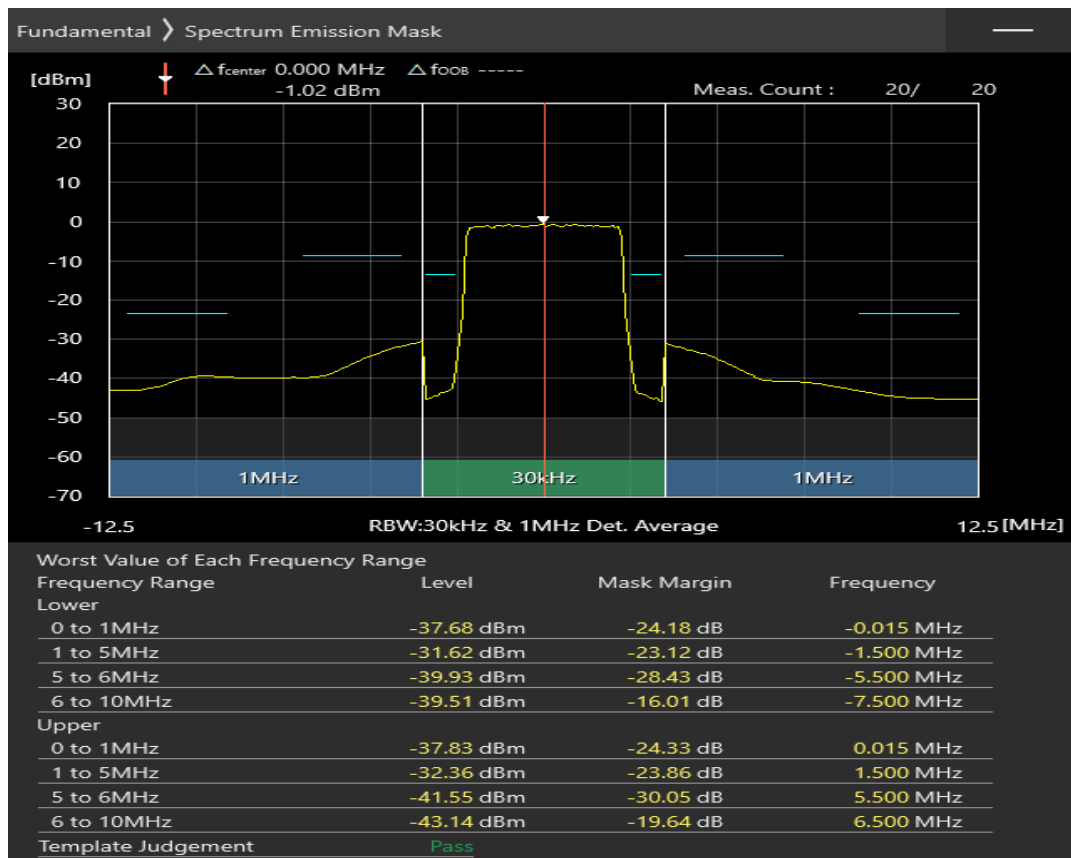 Fundamental ❯ Spectrum Emission Mask
[dBm] △ fcenter 0.000 MHz △ fOOB -----
-1.02 dBm Meas. Count : 20/ 20
30
20
10
0
-10
-20
-30
-40
-50
-60
-70
1MHz 30kHz 1MHz
-12.5 RBW:30kHz & 1MHz Det. Average 12.5 [MHz]
Worst Value of Each Frequency Range
Frequency Range Level Mask Margin Frequency
Lower
0 to 1MHz -37.68 dBm -24.18 dB -0.015 MHz
1 to 5MHz -31.62 dBm -23.12 dB -1.500 MHz
5 to 6MHz -39.93 dBm -28.43 dB -5.500 MHz
6 to 10MHz -39.51 dBm -16.01 dB -7.500 MHz
Upper
0 to 1MHz -37.83 dBm -24.33 dB 0.015 MHz
1 to 5MHz -32.36 dBm -23.86 dB 1.500 MHz
5 to 6MHz -41.55 dBm -30.05 dB 5.500 MHz
6 to 10MHz -43.14 dBm -19.64 dB 6.500 MHz
Template Judgement Pass